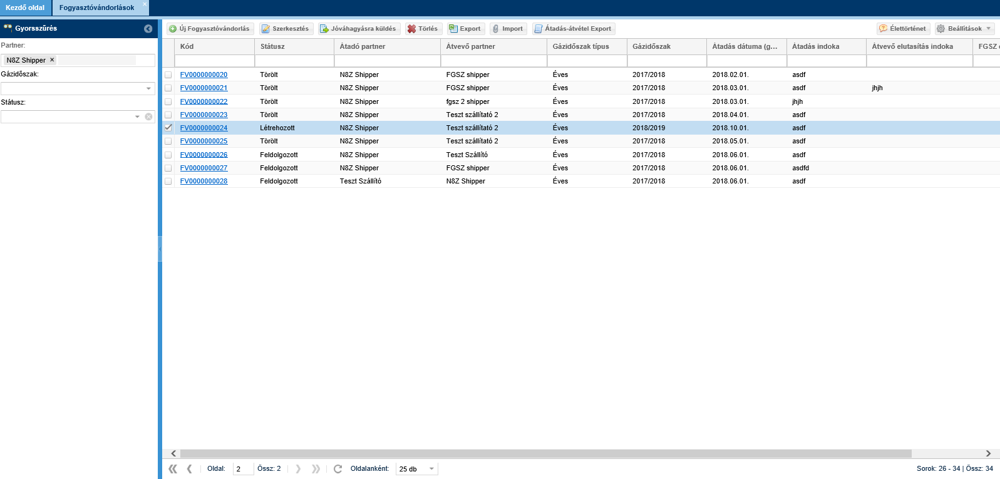 Kezdő oldal Fogyasztóvándorlások
Gyorsszűrés
Partner:
N8Z Shipper
Gázidőszak:
Státusz:
Új Fogyasztóvándorlás Szerkesztés Jóváhagyásra küldés Törlés Export Import Átadás-átvétel Export Élettörténet Beállítások
Kód Státusz Átadó partner Átvevő partner Gázidőszak típus Gázidőszak Átadás dátuma (g... Átadás indoka Átvevő elutasítás indoka FGSZ
FV0000000020 Törölt N8Z Shipper FGSZ shipper Éves 2017/2018 2018.02.01. asdf
FV0000000021 Törölt N8Z Shipper FGSZ shipper Éves 2017/2018 2018.03.01. asdf jhjh
FV0000000022 Törölt N8Z Shipper fgsz 2 shipper Éves 2017/2018 2018.03.01. jhjh
FV0000000023 Törölt N8Z Shipper Teszt szállítató 2 Éves 2017/2018 2018.04.01. asdf
FV0000000024 Létrehozott N8Z Shipper Teszt szállítató 2 Éves 2018/2019 2018.10.01. asdf
FV0000000025 Törölt N8Z Shipper Teszt szállítató 2 Éves 2017/2018 2018.05.01. asdf
FV0000000026 Feldolgozott N8Z Shipper Teszt Szállító Éves 2017/2018 2018.06.01. asdf
FV0000000027 Feldolgozott N8Z Shipper FGSZ shipper Éves 2017/2018 2018.06.01. asdfd
FV0000000028 Feldolgozott Teszt Szállító N8Z Shipper Éves 2017/2018 2018.06.01. asdf
Oldal: 2 Össz: 2 Oldalanként: 25 db Sorok: 26 - 34 | Össz: 34